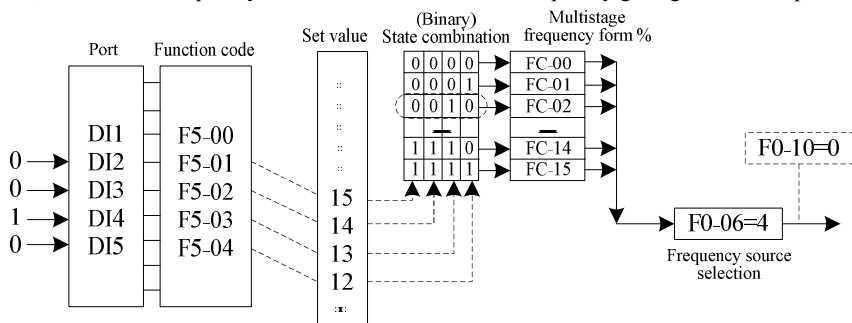 (Binary)
State combination
Multistage
frequency form %
Port
Function code
Set value
0 0 0 0
FC-00
0 0 0 1
FC-01
0 0 1 0
FC-02
1 1 1 0
FC-14
1 1 1 1
FC-15
DI1
F5-00
0
DI2
F5-01
0
DI3
F5-02
1
DI4
F5-03
0
DI5
F5-04
15
14
13
12
F0-10=0
F0-06=4
Frequency source
selection